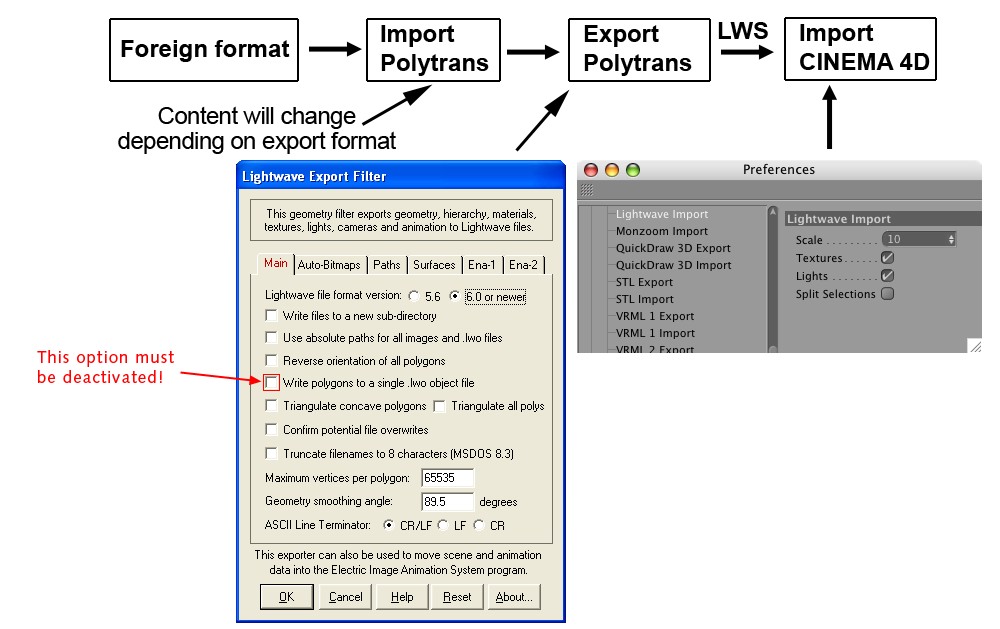 Foreign format
Import
Polytrans
Export
Polytrans
LWS
Import
CINEMA 4D
Content will change
depending on export format
Lightwave Export Filter
This geometry filter exports geometry, hierarchy, materials,
textures, lights, cameras and animation to Lightwave files.
Main Auto-Bitmaps Paths Surfaces Ena-1 Ena-2
Lightwave file format version: 5.6 6.0 or newer
Write files to a new sub-directory
Use absolute paths for all images and .lwo files
Reverse orientation of all polygons
This option must
be deactivated!
Write polygons to a single .lwo object file
Triangulate concave polygons Triangulate all polys
Confirm potential file overwrites
Truncate filenames to 8 characters (MSDOS 8.3)
Maximum vertices per polygon: 65535
Geometry smoothing angle: 89.5 degrees
ASCII Line Terminator: CR/LF LF CR
This exporter can also be used to move scene and animation
data into the Electric Image Animation System program.
OK Cancel Help Reset About...
Preferences
Lightwave Import
Monzoom Import
QuickDraw 3D Export
QuickDraw 3D Import
STL Export
STL Import
VRML 1 Export
VRML 1 Import
VRML 2 Export
Lightwave Import
Scale . . . . . . . . . 10
Textures . . . . . .
Lights . . . . . . . .
Split Selections